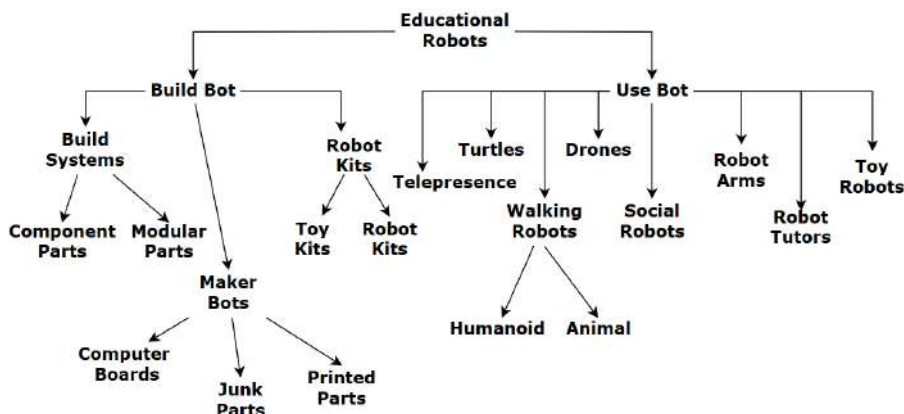 Educational
Robots
Build Bot
Use Bot
Build
Systems
Robot
Kits
Turtles
Drones
Telepresence
Robot
Arms
Toy
Robots
Component
Parts
Modular
Parts
Toy
Kits
Robot
Kits
Walking
Robots
Social
Robots
Robot
Tutors
Maker
Bots
Humanoid
Animal
Computer
Boards
Junk
Parts
Printed
Parts